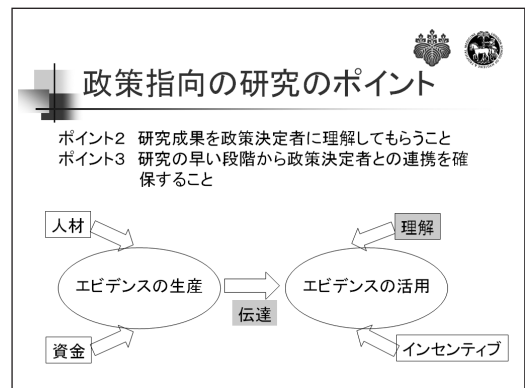 政策指向の研究のポイント
ポイント2 研究成果を政策決定者に理解してもらうこと
ポイント3 研究の早い段階から政策決定者との連携を確
保すること
人材
理解
エビデンスの生産
エビデンスの活用
伝達
資金
インセンティブ